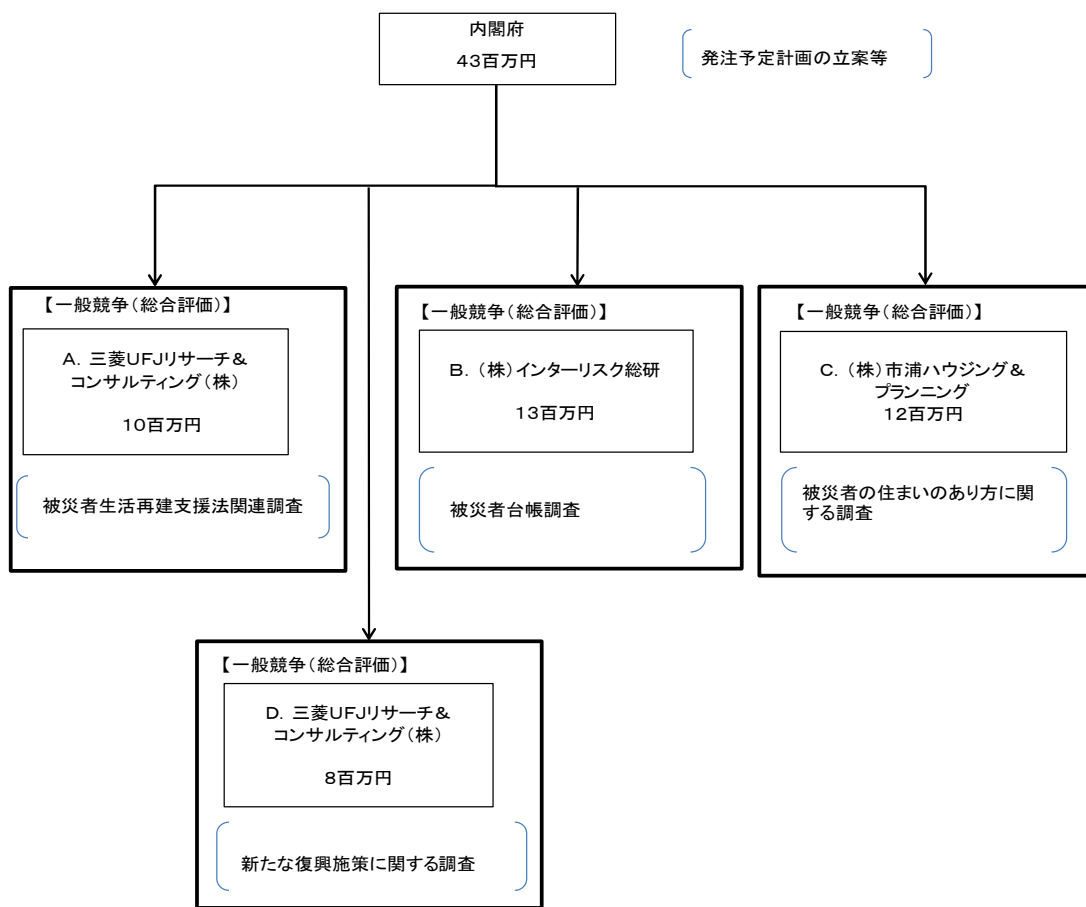 内閣府
43百万円
発注予定計画の立案等
【一般競争(総合評価)】
A．三菱UFJリサーチ＆
コンサルティング(株)
10百万円
被災者生活再建支援法関連調査
【一般競争(総合評価)】
B．(株)インターリスク総研
13百万円
被災者台帳調査
【一般競争(総合評価)】
C．(株)市浦ハウジング＆
プランニング
12百万円
被災者の住まいのあり方に関
する調査
【一般競争(総合評価)】
D．三菱UFJリサーチ＆
コンサルティング(株)
8百万円
新たな復興施策に関する調査